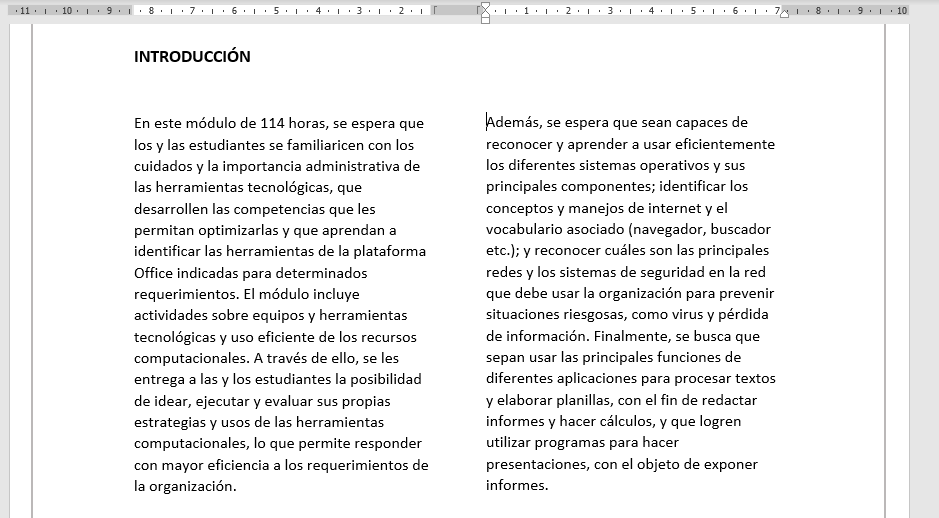 11 10 9 8 7 6 5 4 3 2 1 2 3 4 5 6 7 8 9 10
INTRODUCCIÓN
En este módulo de 114 horas, se espera que
los y las estudiantes se familiaricen con los
cuidados y la importancia administrativa de
las herramientas tecnológicas, que
desarrollen las competencias que les
permitan optimizarlas y que aprendan a
identificar las herramientas de la plataforma
Office indicadas para determinados
requerimientos. El módulo incluye
actividades sobre equipos y herramientas
tecnológicas y uso eficiente de los recursos
computacionales. A través de ello, se les
entrega a las y los estudiantes la posibilidad
de idear, ejecutar y evaluar sus propias
estrategias y usos de las herramientas
computacionales, lo que permite responder
con mayor eficiencia a los requerimientos de
la organización.
Además, se espera que sean capaces de
reconocer y aprender a usar eficientemente
los diferentes sistemas operativos y sus
principales componentes; identificar los
conceptos y manejos de internet y el
vocabulario asociado (navegador, buscador
etc.); y reconocer cuáles son las principales
redes y los sistemas de seguridad en la red
que debe usar la organización para prevenir
situaciones riesgosas, como virus y pérdida
de información. Finalmente, se busca que
sepan usar las principales funciones de
diferentes aplicaciones para procesar textos
y elaborar planillas, con el fin de redactar
informes y hacer cálculos, y que logren
utilizar programas para hacer
presentaciones, con el objeto de exponer
informes.